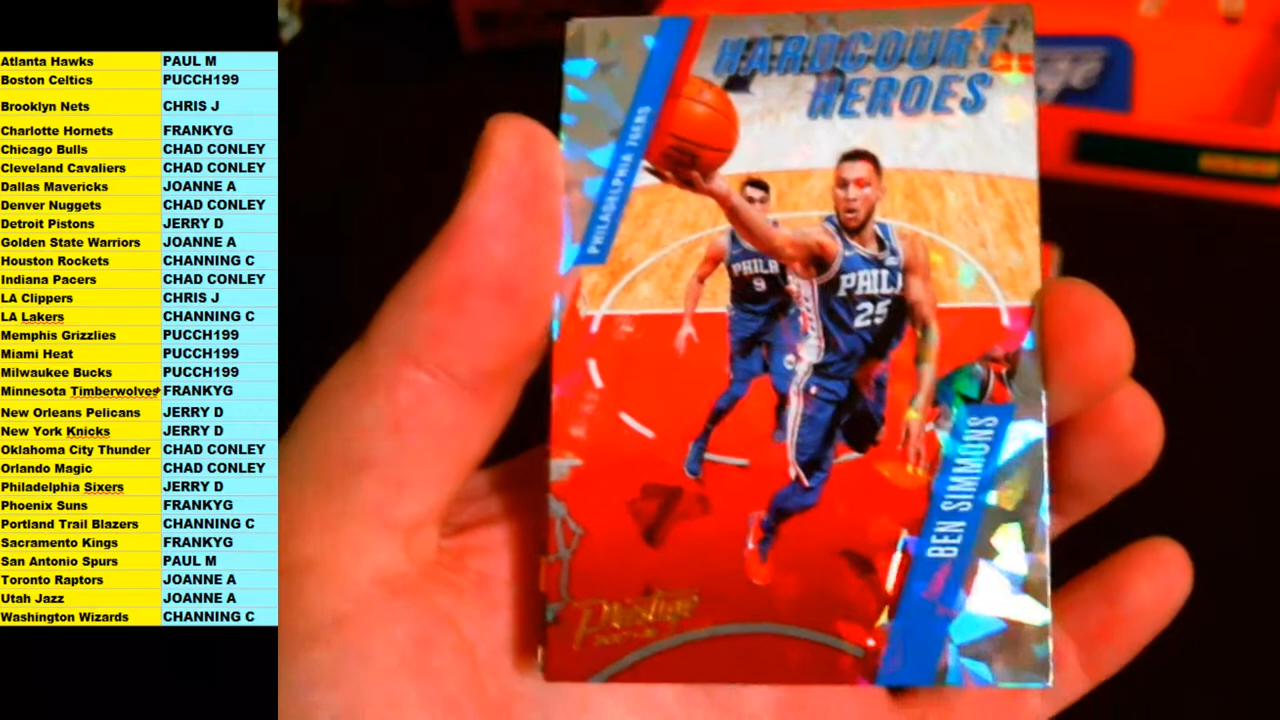 Atlanta Hawks PAUL M
Boston Celtics PUCCH199
Brooklyn Nets CHRIS J
Charlotte Hornets FRANKYG
Chicago Bulls CHAD CONLEY
Cleveland Cavaliers CHAD CONLEY
Dallas Mavericks JOANNE A
Denver Nuggets CHAD CONLEY
Detroit Pistons JERRY D
Golden State Warriors JOANNE A
Houston Rockets CHANNING C
Indiana Pacers CHAD CONLEY
LA Clippers CHRIS J
LA Lakers CHANNING C
Memphis Grizzlies PUCCH199
Miami Heat PUCCH199
Milwaukee Bucks PUCCH199
Minnesota Timberwolves FRANKYG
New Orleans Pelicans JERRY D
New York Knicks JERRY D
Oklahoma City Thunder CHAD CONLEY
Orlando Magic CHAD CONLEY
Philadelphia Sixers JERRY D
Phoenix Suns FRANKYG
Portland Trail Blazers CHANNING C
Sacramento Kings FRANKYG
San Antonio Spurs PAUL M
Toronto Raptors JOANNE A
Utah Jazz JOANNE A
Washington Wizards CHANNING C
HARDCOURT
HEROES
PHILADELPHIA 76ERS
PHILA
9
PHIL
25
BEN SIMMONS
Prestige